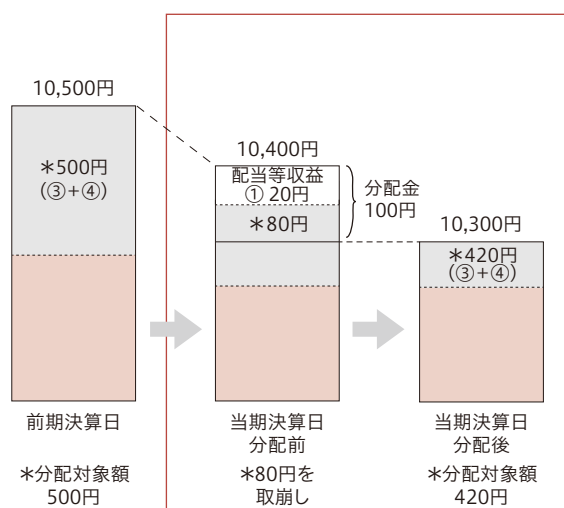 10,500円
*500円
(③+④)
前期決算日
*分配対象額
500円
10,400円
配当等収益
① 20円
*80円
分配金
100円
当期決算日
分配前
*80円を
取崩し
10,300円
*420円
(③+④)
当期決算日
分配後
*分配対象額
420円